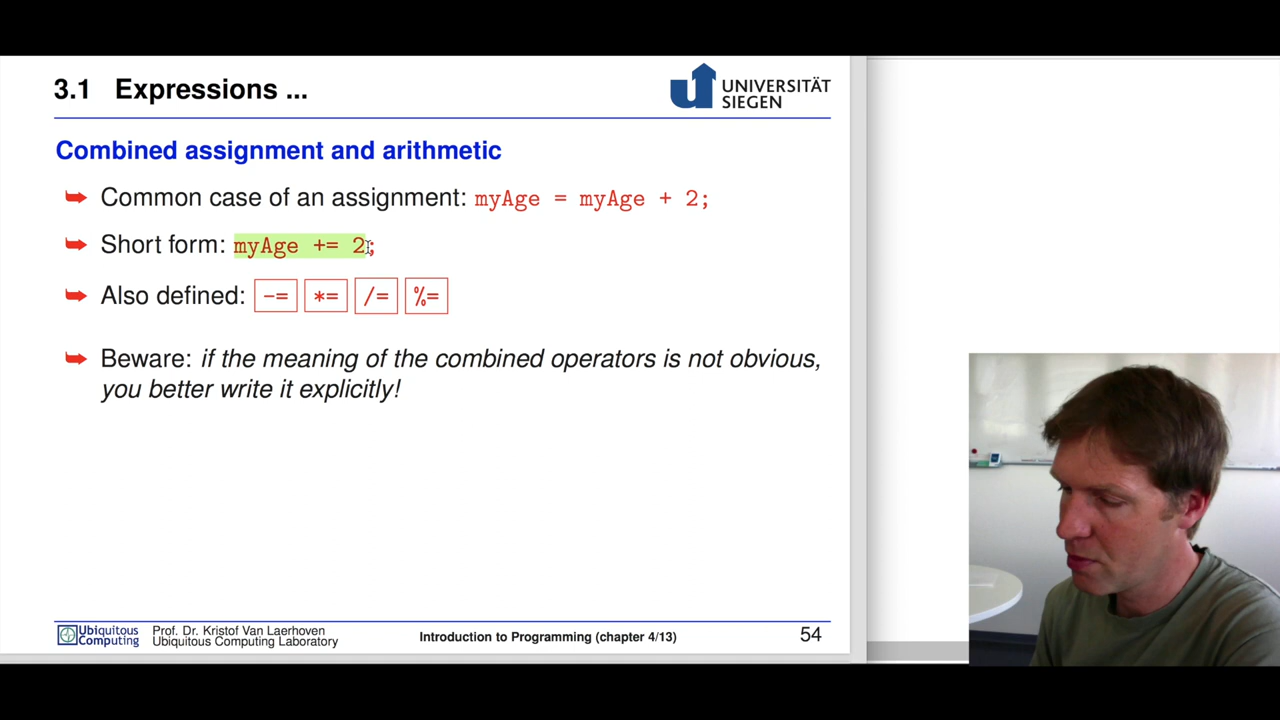 3.1 Expressions ...
UNIVERSITÄT
SIEGEN
Combined assignment and arithmetic
Common case of an assignment: myAge = myAge + 2;
Short form: myAge += 2;
Also defined: -= *= /= %=
Beware: if the meaning of the combined operators is not obvious,
you better write it explicitly!
Ubiquitous
Computing
Prof. Dr. Kristof Van Laerhoven
Ubiquitous Computing Laboratory
Introduction to Programming (chapter 4/13)
54